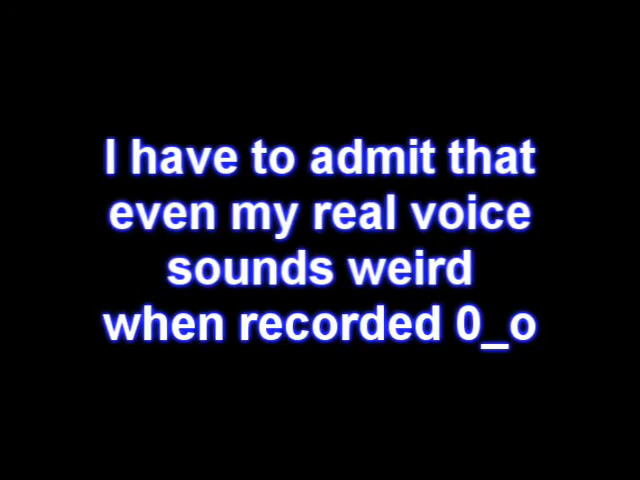 I have to admit that
even my real voice
sounds weird
when recorded 0_o